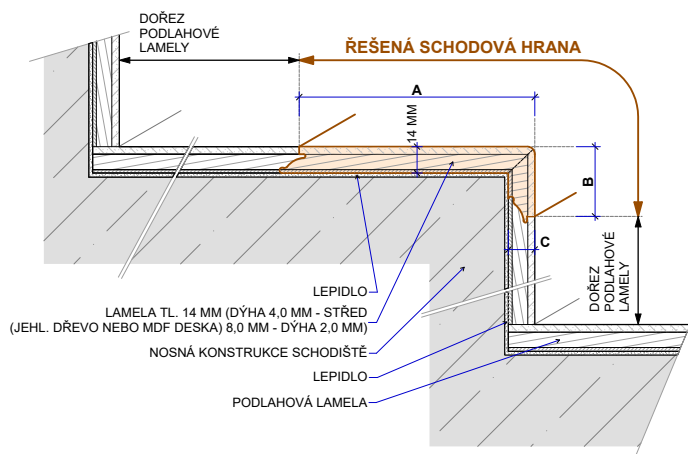 DOŘEZ
PODLAHOVÉ
LAMELY
ŘEŠENÁ SCHODOVÁ HRANA
A
14 MM
B
C
DOŘEZ
PODLAHOVÉ
LAMELY
LEPIDLO
LAMELA TL. 14 MM (DÝHA 4,0 MM - STŘED
(JEHL. DŘEVO NEBO MDF DESKA) 8,0 MM - DÝHA 2,0 MM)
NOSNÁ KONSTRUKCE SCHODIŠTĚ
LEPIDLO
PODLAHOVÁ LAMELA